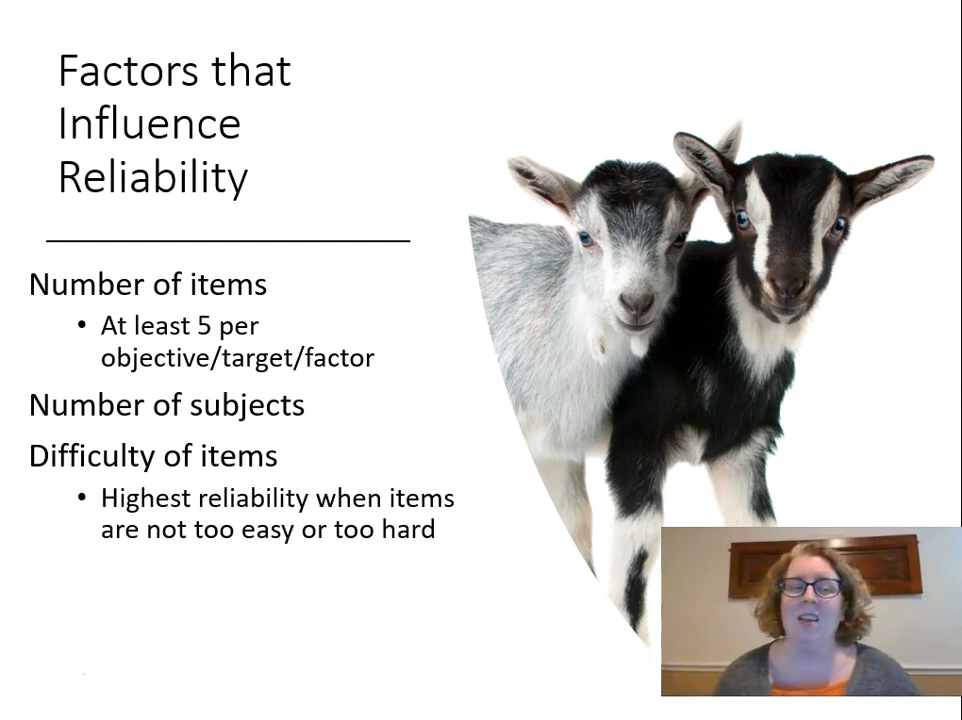 Factors that
Influence
Reliability
Number of items
• At least 5 per
objective/target/factor
Number of subjects
Difficulty of items
• Highest reliability when items
are not too easy or too hard